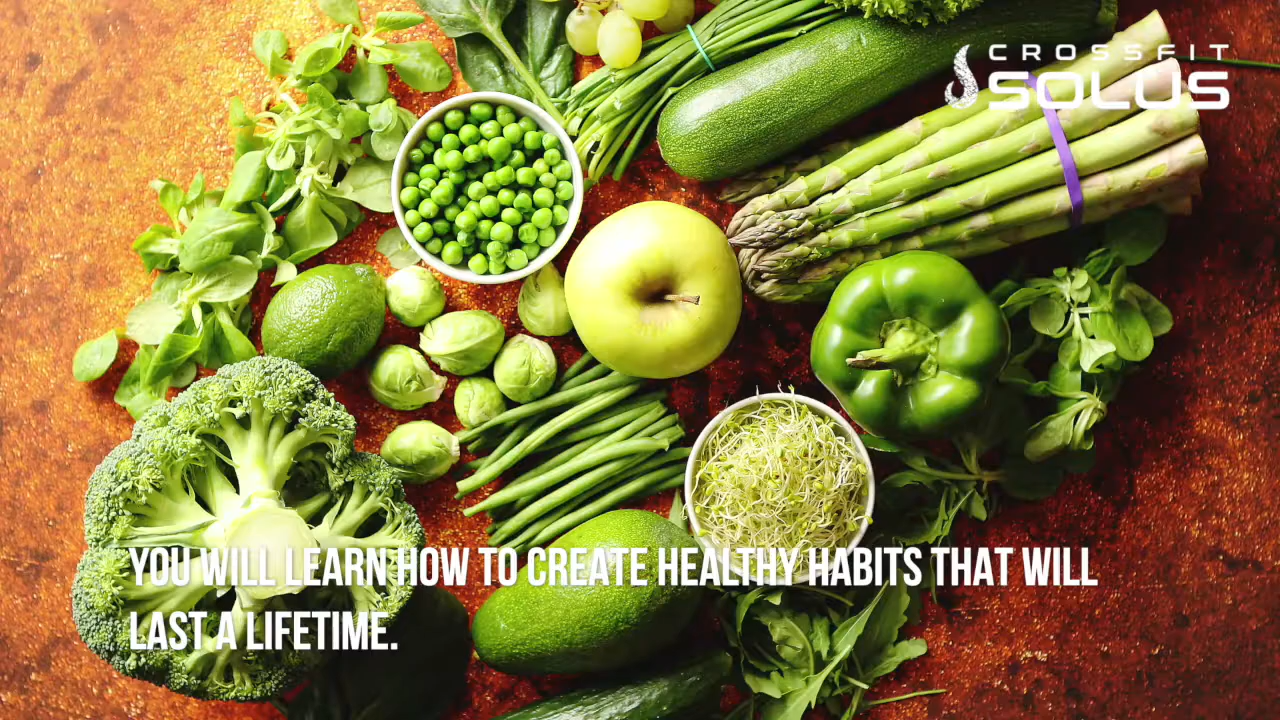 CROSSFIT
SOLUS
YOU WILL LEARN HOW TO CREATE HEALTHY HABITS THAT WILL
LAST A LIFETIME.